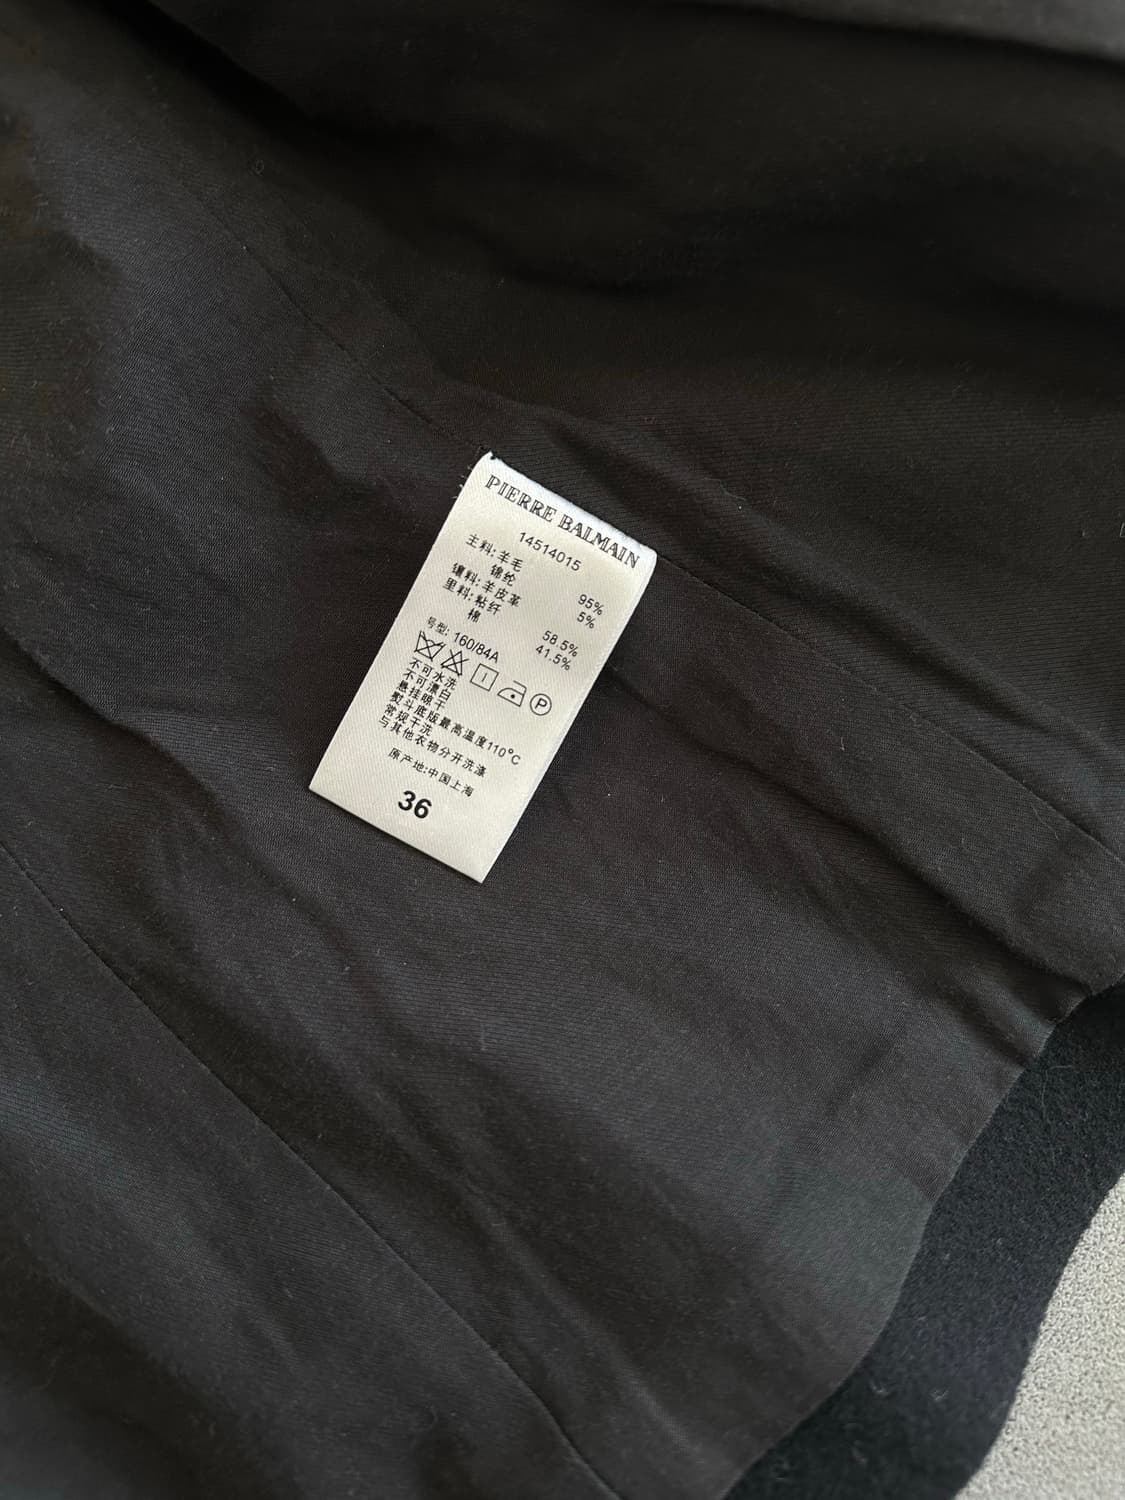 PIERRE BALMAIN
14514015
主料:羊毛 95%
锦纶 5%
镶料:羊皮革
里料:粘纤 58.5%
棉 41.5%
号型: 160/84A
P
不可水洗
不可漂白
悬挂晾干
熨斗底版最高温度110℃
常规干洗
与其他衣物分开洗涤
原产地:中国上海
36